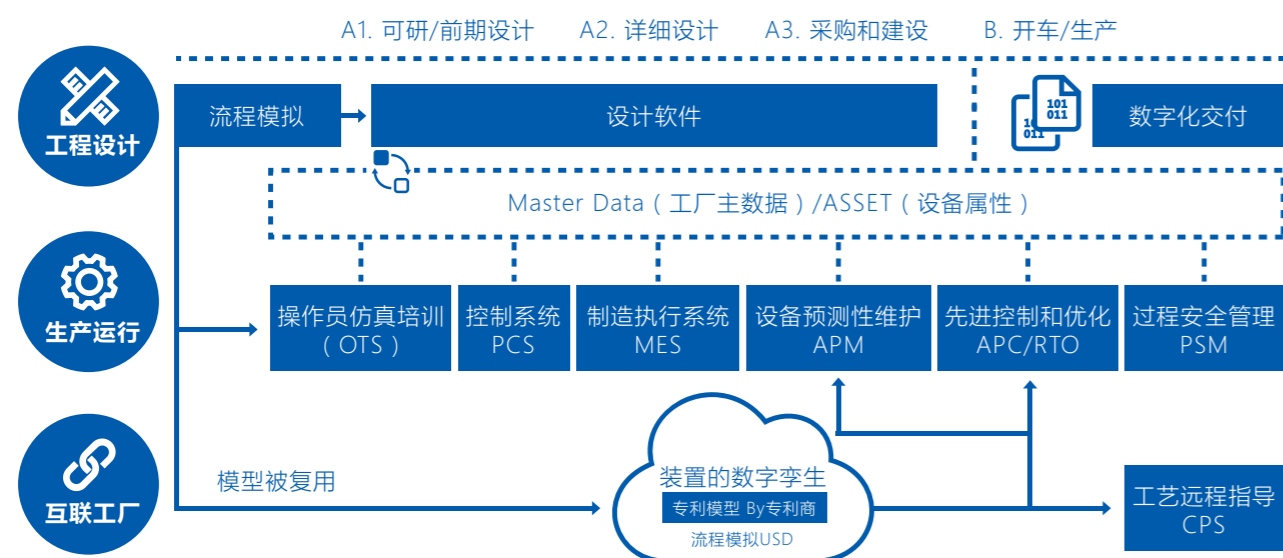 A1. 可研/前期设计
A2. 详细设计
A3. 采购和建设
B. 开车/生产
工程设计
流程模拟
设计软件
101
011
数字化交付
Master Data（工厂主数据）/ASSET（设备属性）
生产运行
操作员仿真培训
（OTS）
控制系统
PCS
制造执行系统
MES
设备预测性维护
APM
先进控制和优化
APC/RTO
过程安全管理
PSM
互联工厂
模型被复用
装置的数字孪生
专利模型 By专利商
流程模拟USD
工艺远程指导
CPS